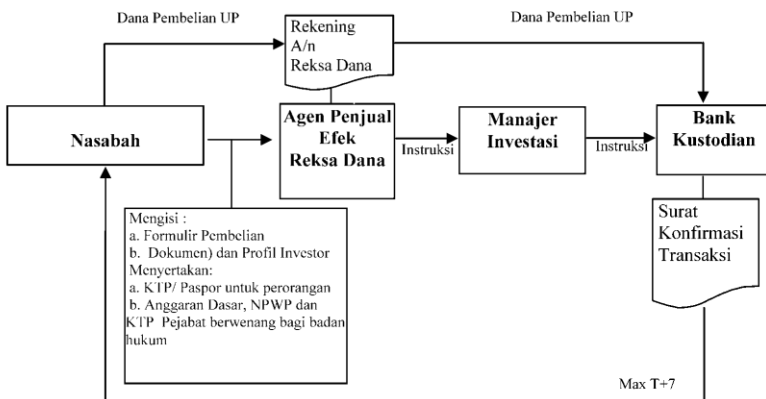 Dana Pembelian UP
Rekening
A/n
Reksa Dana
Dana Pembelian UP
Nasabah
Agen Penjual
Efek
Reksa Dana
Instruksi
Manajer
Investasi
Instruksi
Bank
Kustodian
Mengisi :
a. Formulir Pembelian
b. Dokumen) dan Profil Investor
Menyertakan:
a. KTP/ Paspor untuk perorangan
b. Anggaran Dasar, NPWP dan
KTP Pejabat berwenang bagi badan
hukum
Surat
Konfirmasi
Transaksi
Max T+7